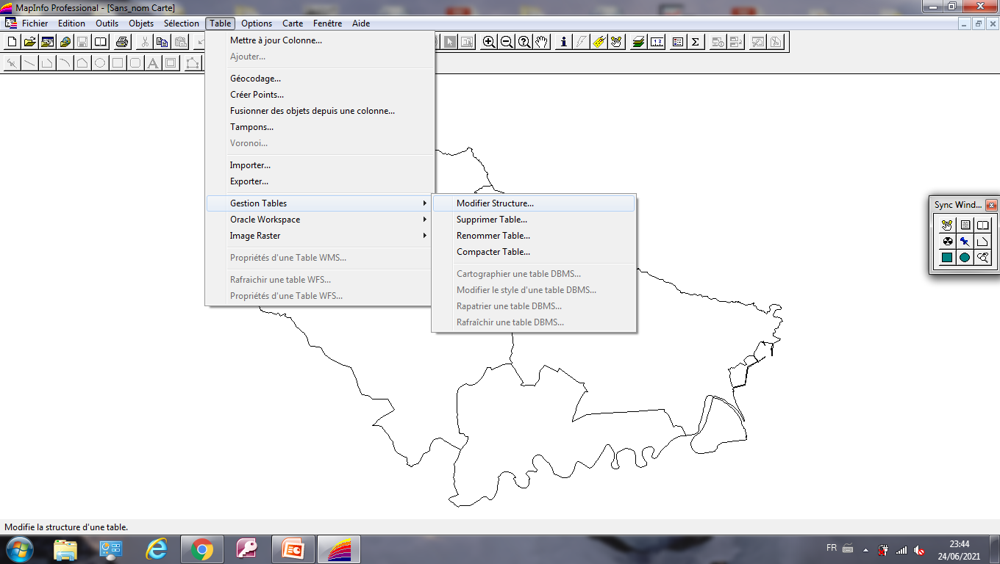 MapInfo Professional - [Sans_nom Carte]
Fichier Edition Outils Objets Sélection Table Options Carte Fenêtre Aide
Mettre à jour Colonne...
Ajouter...
Géocodage...
Créer Points...
Fusionner des objets depuis une colonne...
Tampons...
Voronoi...
Importer...
Exporter...
Gestion Tables
Oracle Workspace
Image Raster
Propriétés d'une Table WMS...
Rafraichir une table WFS...
Propriétés d'une Table WFS...
Modifier Structure...
Supprimer Table...
Renommer Table...
Compacter Table...
Cartographier une table DBMS...
Modifier le style d'une table DBMS...
Rapatrier une table DBMS...
Rafraîchir une table DBMS...
Sync Wind...
Modifie la structure d'une table.
FR
23:44
24/06/2021